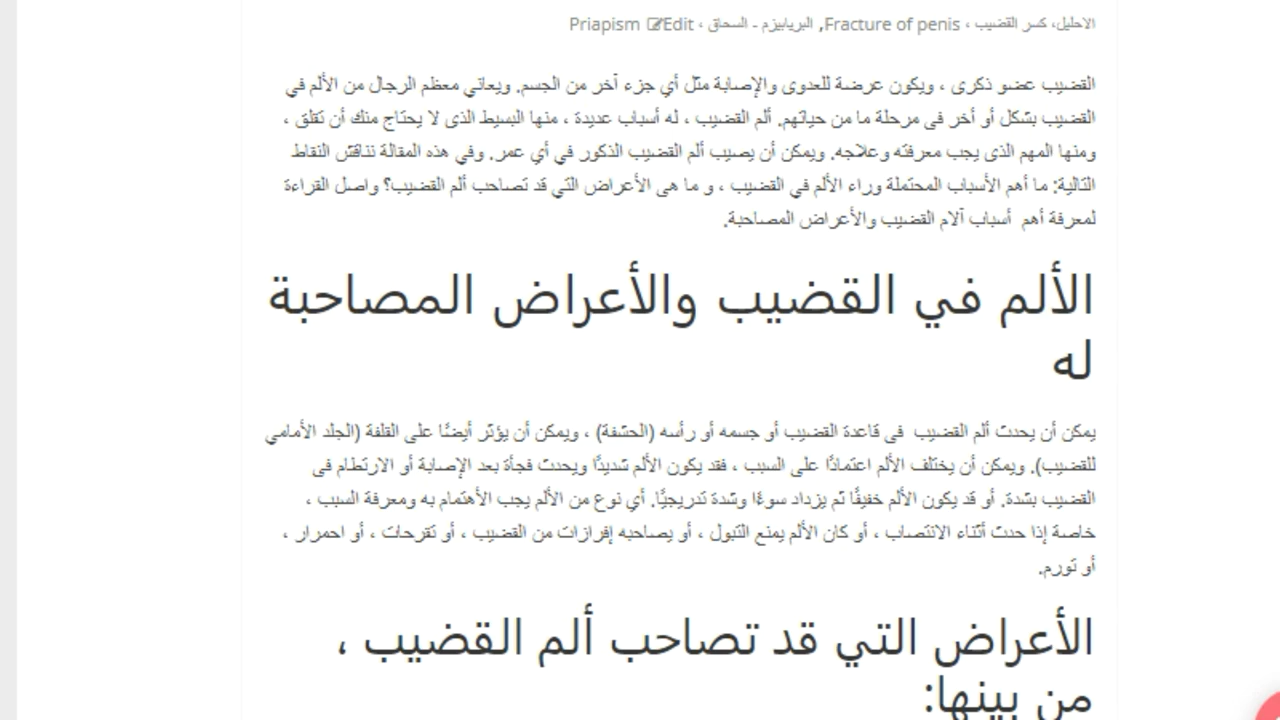 الاحليل، كسر القضيب ، Fracture of penis, البريابيزم - السحاق ، Priapism Edit
القضيب عضو ذكرى ، ويكون عرضة للعدوى والإصابة مثل أي جزء آخر من الجسم. ويعاني معظم الرجال من الألم في
القضيب بشكل أو أخر فى مرحلة ما من حياتهم. ألم القضيب ، له أسباب عديدة ، منها البسيط الذى لا يحتاج منك أن تقلق ،
ومنها المهم الذى يجب معرفته وعلاجه. ويمكن أن يصيب ألم القضيب الذكور في أي عمر. وفي هذه المقالة نناقش النقاط
التالية: ما أهم الأسباب المحتملة وراء الألم في القضيب ، و ما هى الأعراض التي قد تصاحب ألم القضيب؟ واصل القراءة
لمعرفة أهم أسباب آلام القضيب والأعراض المصاحبة.
الألم في القضيب والأعراض المصاحبة
له
يمكن أن يحدث ألم القضيب فى قاعدة القضيب أو جسمه أو رأسه (الحشفة) ، ويمكن أن يؤثر أيضًا على القلفة (الجلد الأمامي
للقضيب). ويمكن أن يختلف الألم اعتمادًا على السبب ، فقد يكون الألم شديدًا ويحدث فجأة بعد الإصابة أو الارتطام فى
القضيب بشدة. أو قد يكون الألم خفيفًا ثم يزداد سوءًا وشدة تدريجيًا. أي نوع من الألم يجب الأهتمام به ومعرفة السبب ،
خاصة إذا حدث أثناء الانتصاب ، أو كان الألم يمنع التبول ، أو يصاحبه إفرازات من القضيب ، أو تقرحات ، أو احمرار ،
أو تورم.
الأعراض التي قد تصاحب ألم القضيب ،
من بينها: